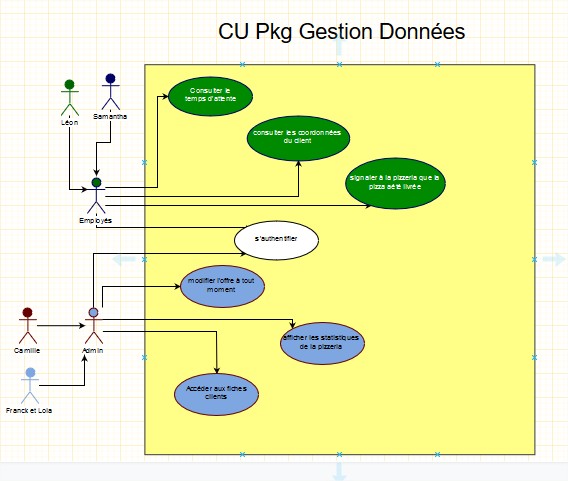 CU Pkg Gestion Données
Consulter le
temps d'attente
Léon
Samantha
consulter les coordonnées
du client
signaler à la pizzeria que la
pizza aété livrée
Employés
s'authentifier
modifier l'offre à tout
moment
Camille
Admin
afficher les statistiques
de la pizzeria
Accéder aux fiches
clients
Franck et Lola